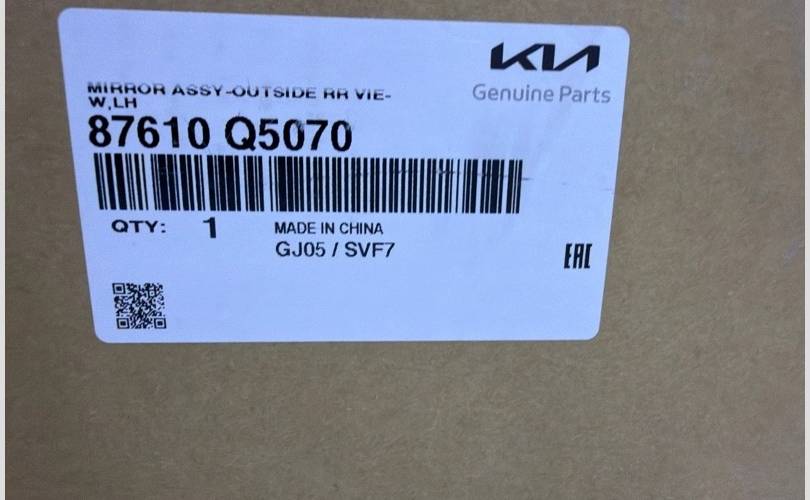 KIA
Genuine Parts
MIRROR ASSY-OUTSIDE RR VIE-
W,LH
87610 Q5070
QTY: 1
MADE IN CHINA
GJ05 / SVF7
EAC